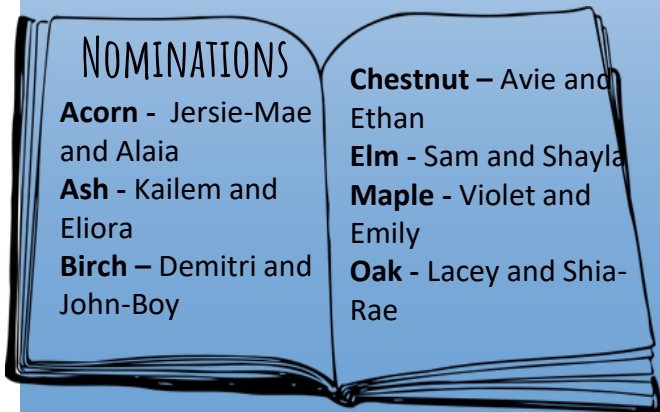 NOMINATIONS
Acorn - Jersie-Mae
and Alaia
Ash - Kailem and
Eliora
Birch – Demitri and
John-Boy
Chestnut – Avie and
Ethan
Elm - Sam and Shayla
Maple - Violet and
Emily
Oak - Lacey and Shia-
Rae